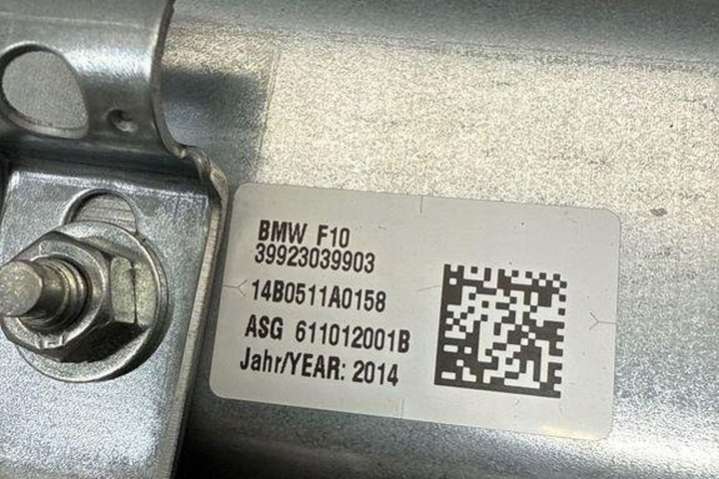 BMW F10
39923039903
14B0511A0158
ASG 611012001B
Jahr/YEAR: 2014